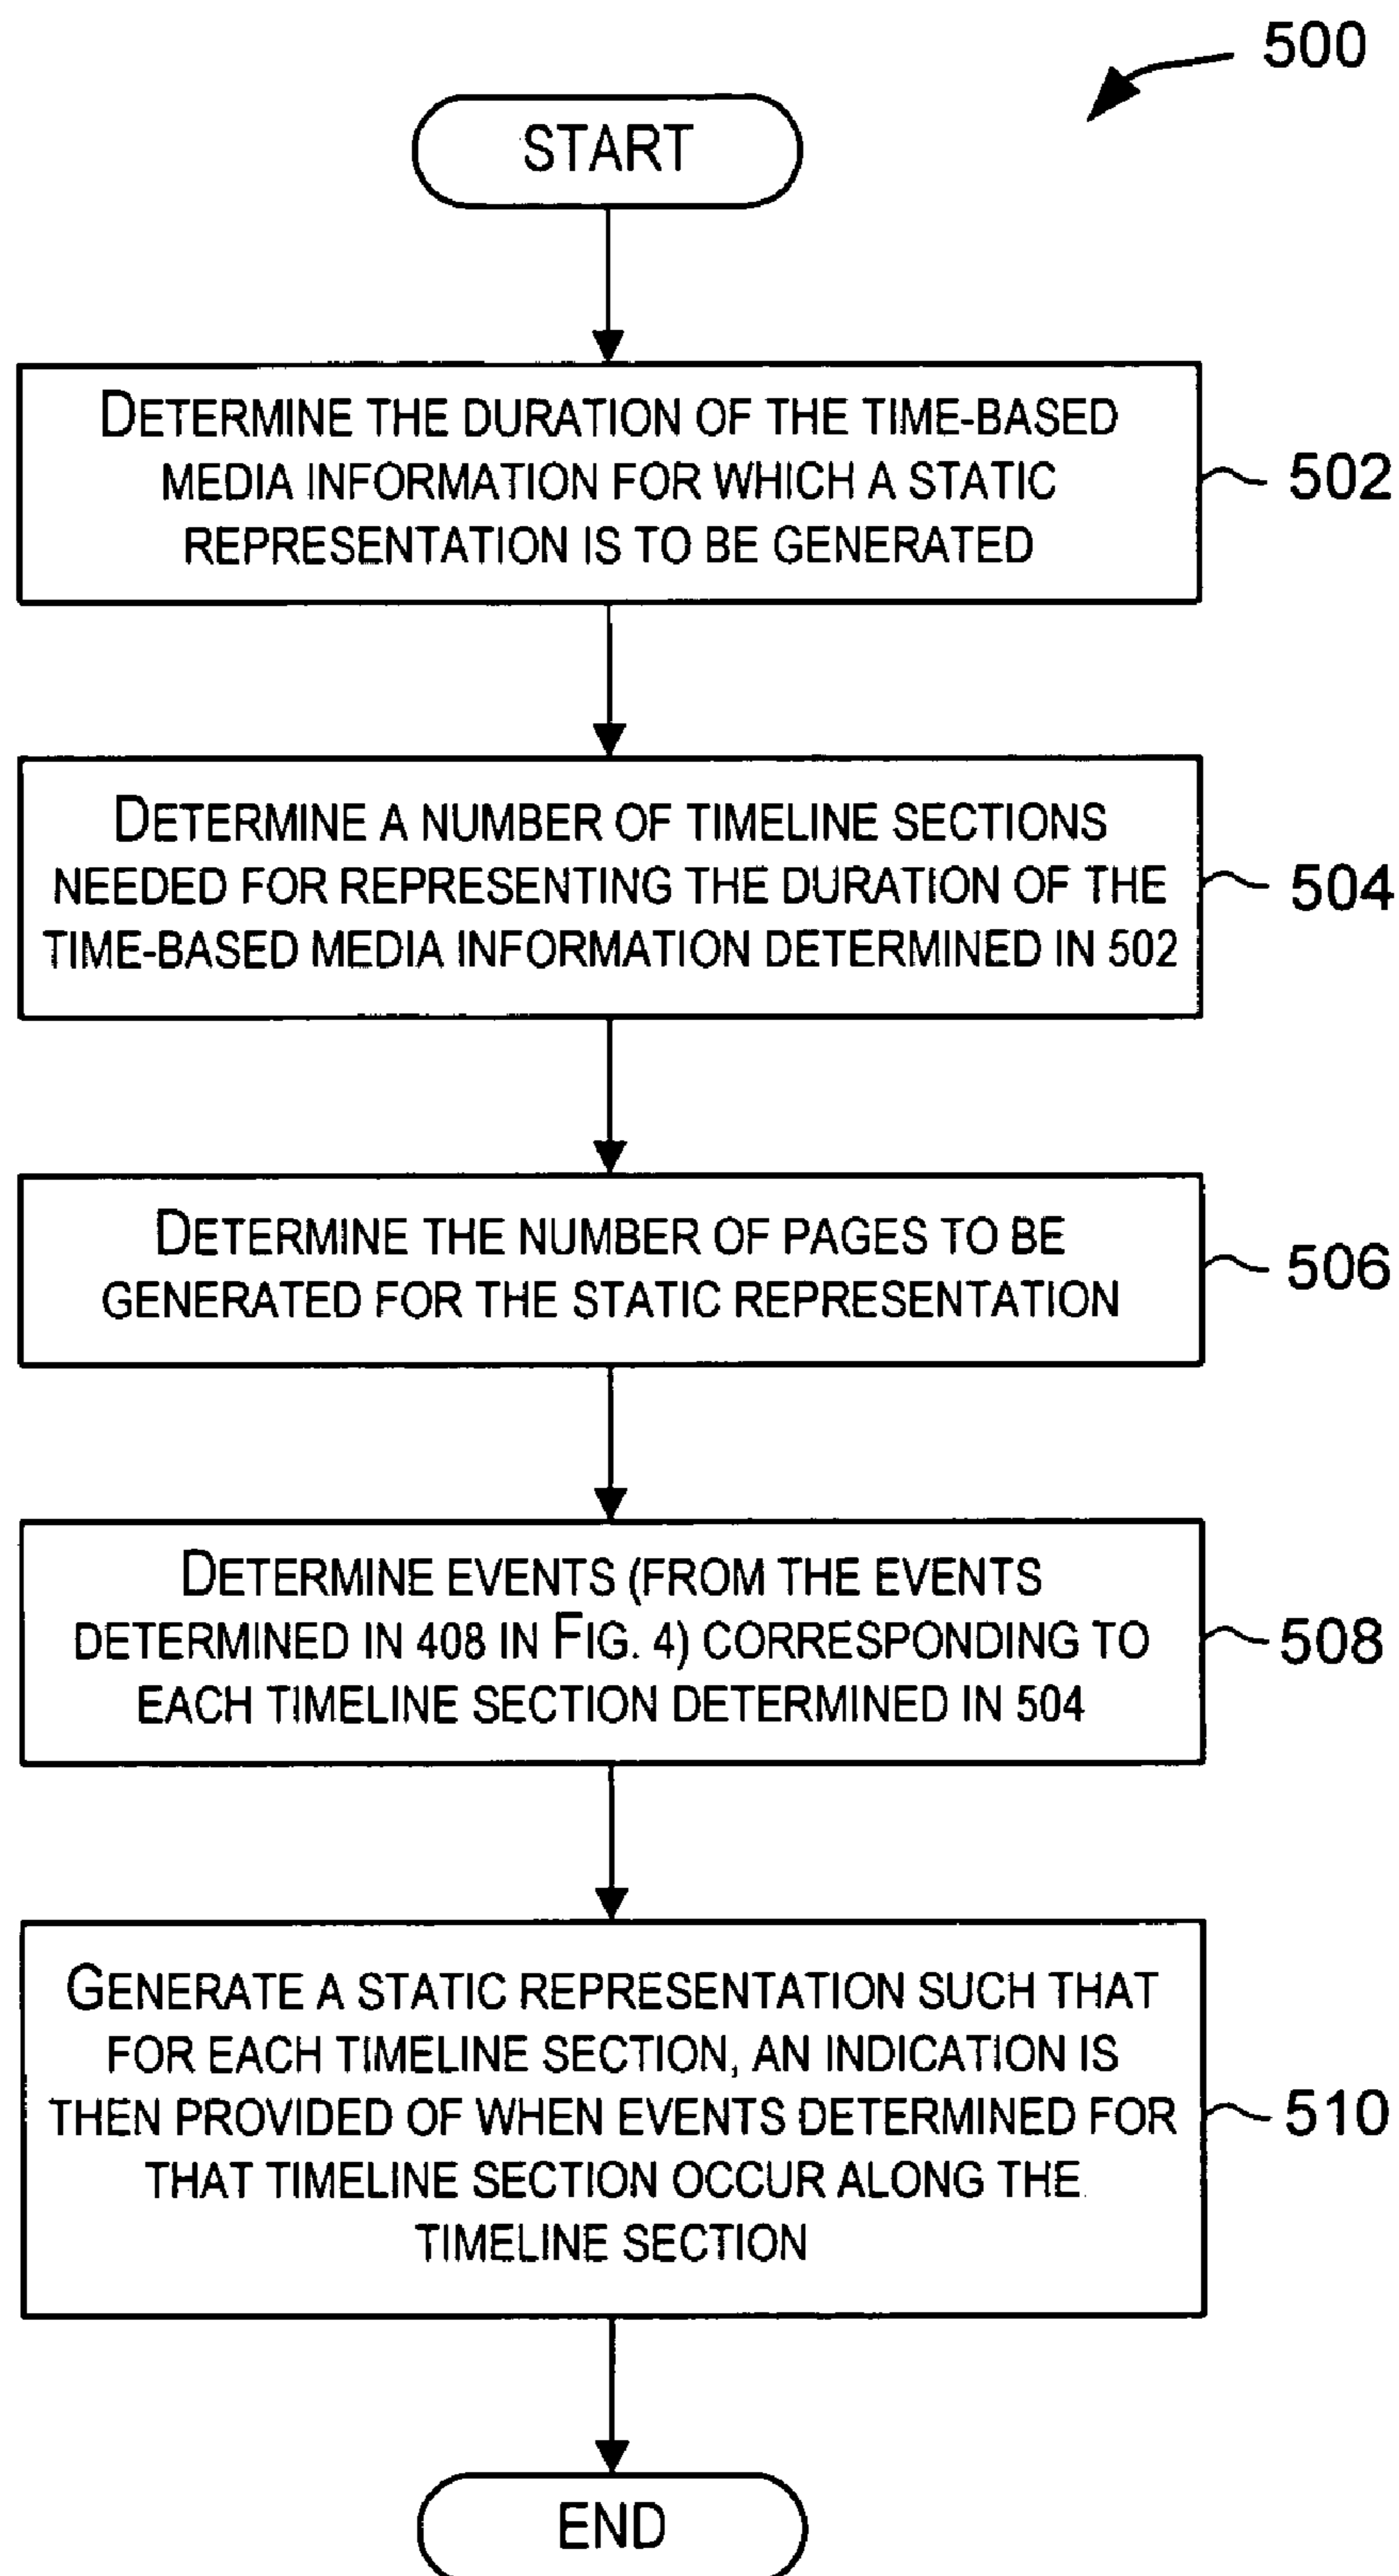 500
START
DETERMINE THE DURATION OF THE TIME-BASED
MEDIA INFORMATION FOR WHICH A STATIC
REPRESENTATION IS TO BE GENERATED
502
DETERMINE A NUMBER OF TIMELINE SECTIONS
NEEDED FOR REPRESENTING THE DURATION OF THE
TIME-BASED MEDIA INFORMATION DETERMINED IN 502
504
DETERMINE THE NUMBER OF PAGES TO BE
GENERATED FOR THE STATIC REPRESENTATION
506
DETERMINE EVENTS (FROM THE EVENTS
DETERMINED IN 408 IN FIG. 4) CORRESPONDING TO
EACH TIMELINE SECTION DETERMINED IN 504
508
GENERATE A STATIC REPRESENTATION SUCH THAT
FOR EACH TIMELINE SECTION, AN INDICATION IS
THEN PROVIDED OF WHEN EVENTS DETERMINED FOR
THAT TIMELINE SECTION OCCUR ALONG THE
TIMELINE SECTION
510
END